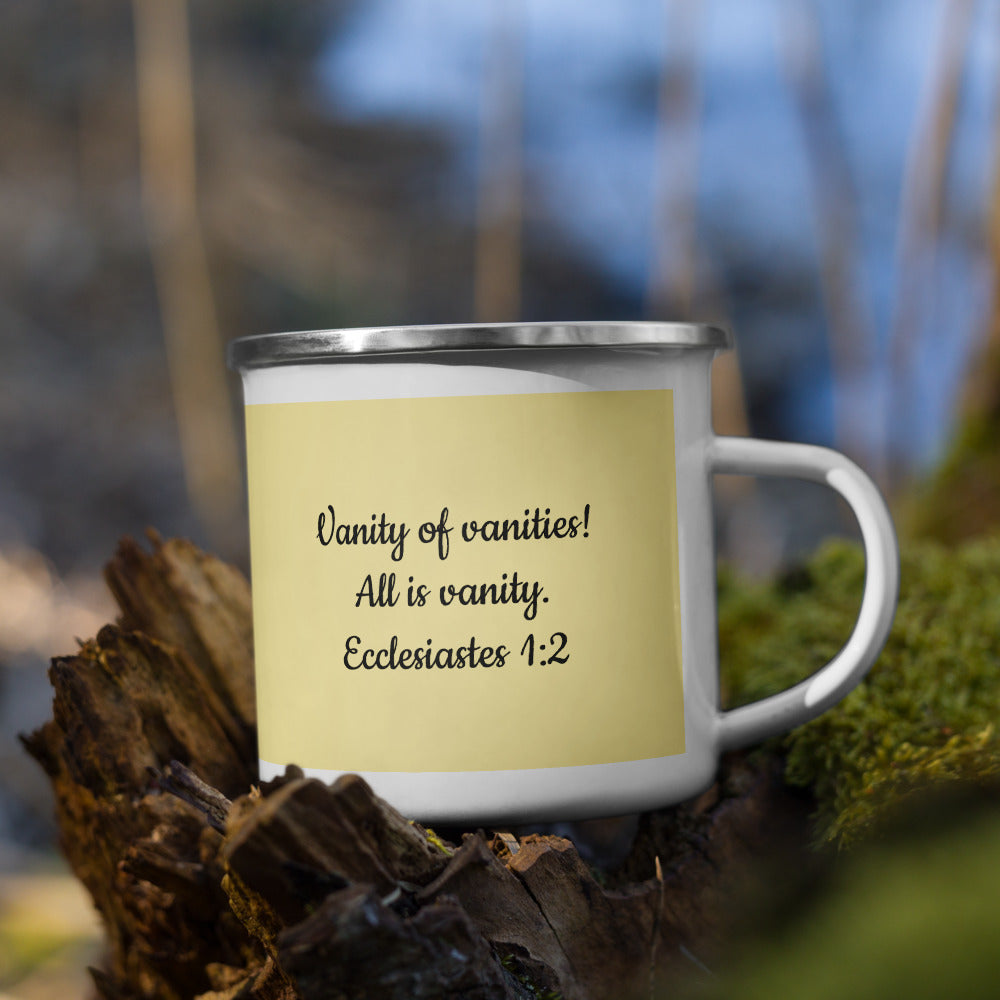 Vanity of vanities!
All is vanity.
Ecclesiastes 1:2